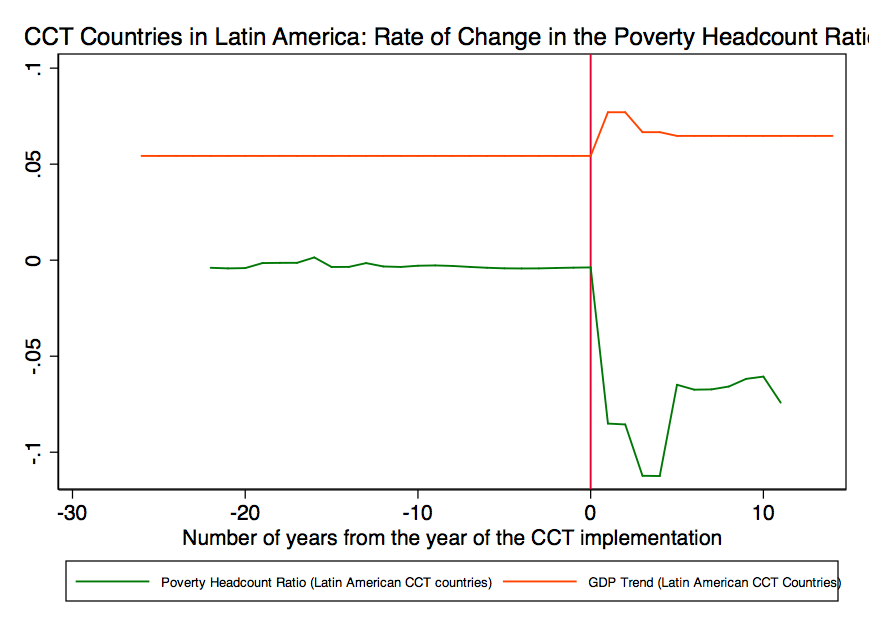 CCT Countries in Latin America: Rate of Change in the Poverty Headcount Rati
.1
.05
0
-.05
-.1
-30 -20 -10 0 10
Number of years from the year of the CCT implementation
Poverty Headcount Ratio (Latin American CCT countries) GDP Trend (Latin American CCT Countries)